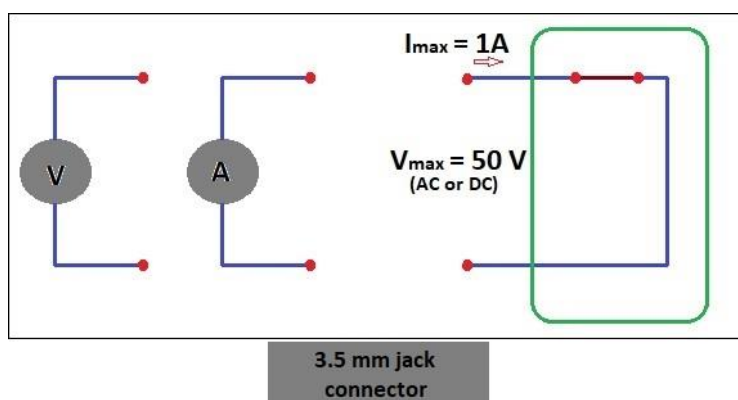 Imax = 1A
V
A
Vmax = 50 V
(AC or DC)
3.5 mm jack
connector